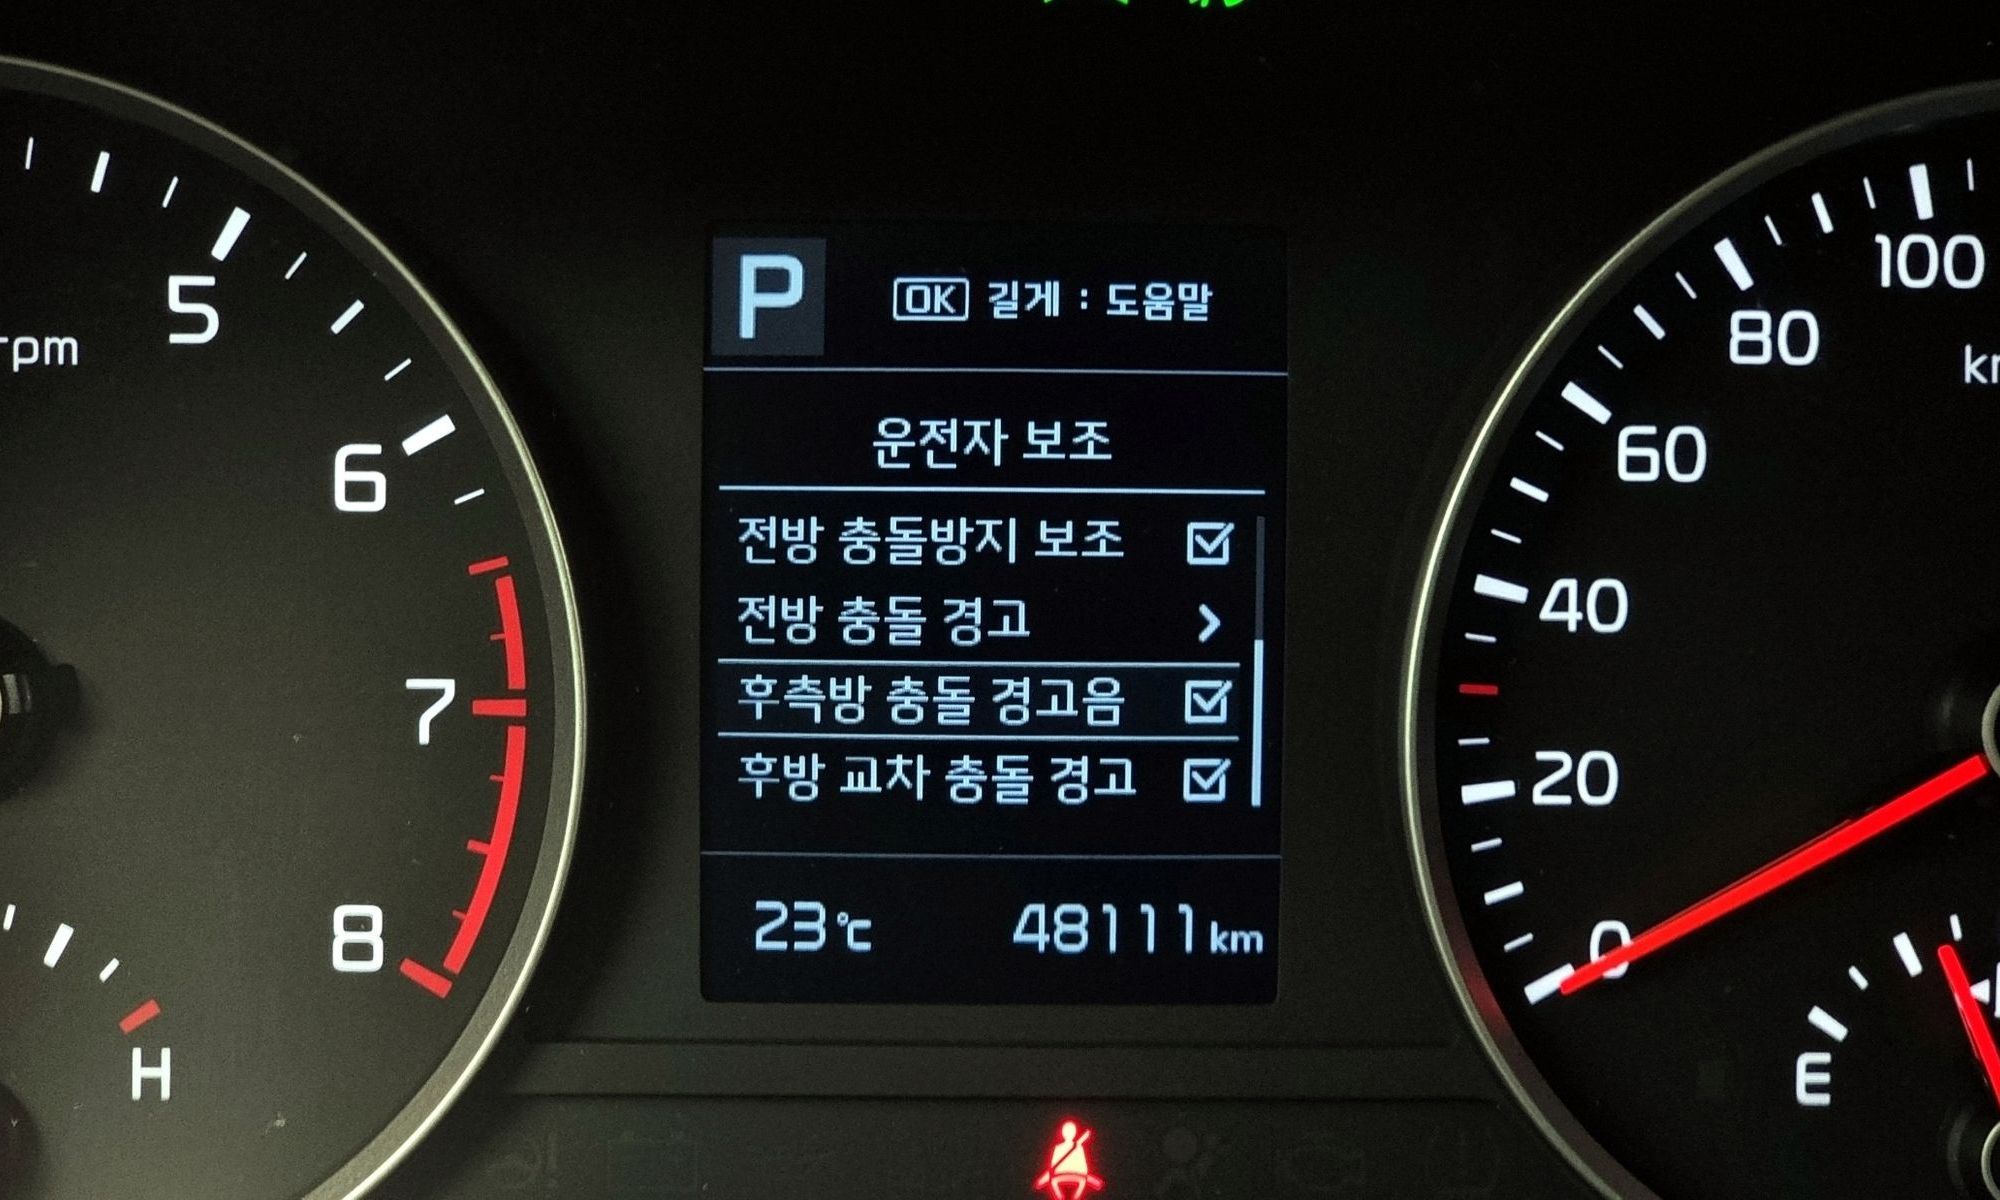 P
OK 길게 : 도움말
운전자 보조
전방 충돌방지 보조
전방 충돌 경고
후측방 충돌 경고음
후방 교차 충돌 경고
23℃ 48111km
5
rpm
6
7
8
H
100
80
60
40
20
0
E